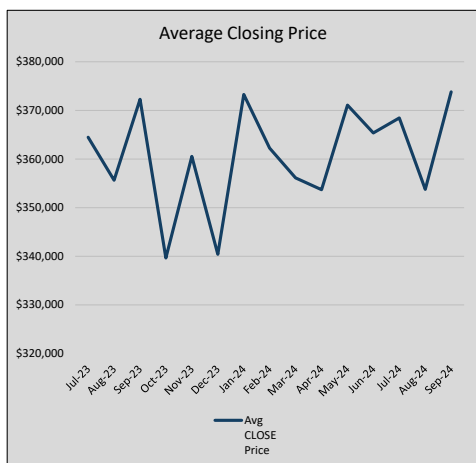 Average Closing Price
$380,000
$370,000
$360,000
$350,000
$340,000
$330,000
$320,000
Jul-23
Aug-23
Sep-23
Oct-23
Nov-23
Dec-23
Jan-24
Feb-24
Mar-24
Apr-24
May-24
Jun-24
Jul-24
Aug-24
Sep-24
Avg
CLOSE
Price